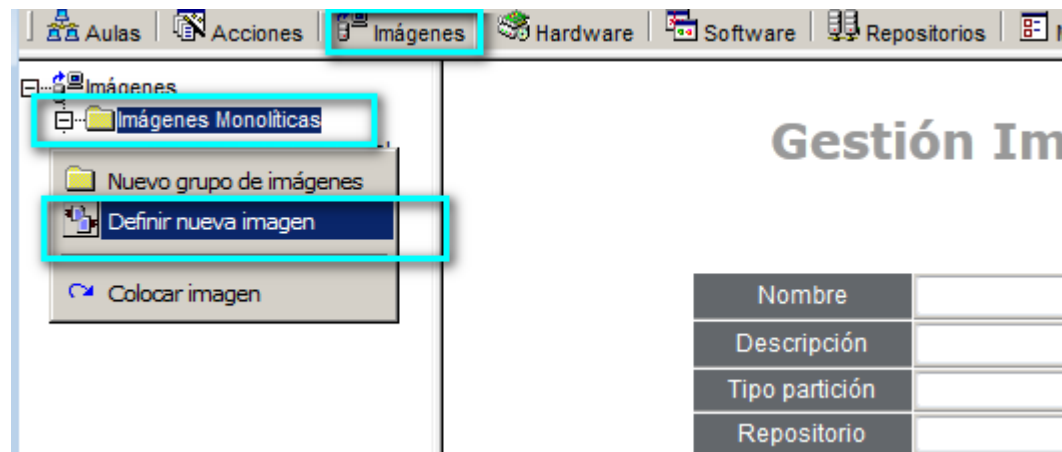 Aulas Acciones Imágenes Hardware Software Repositorios
Imágenes
Imágenes Monolíticas
Nuevo grupo de imágenes
Definir nueva imagen
Colocar imagen
Gestión Im
Nombre
Descripción
Tipo partición
Repositorio